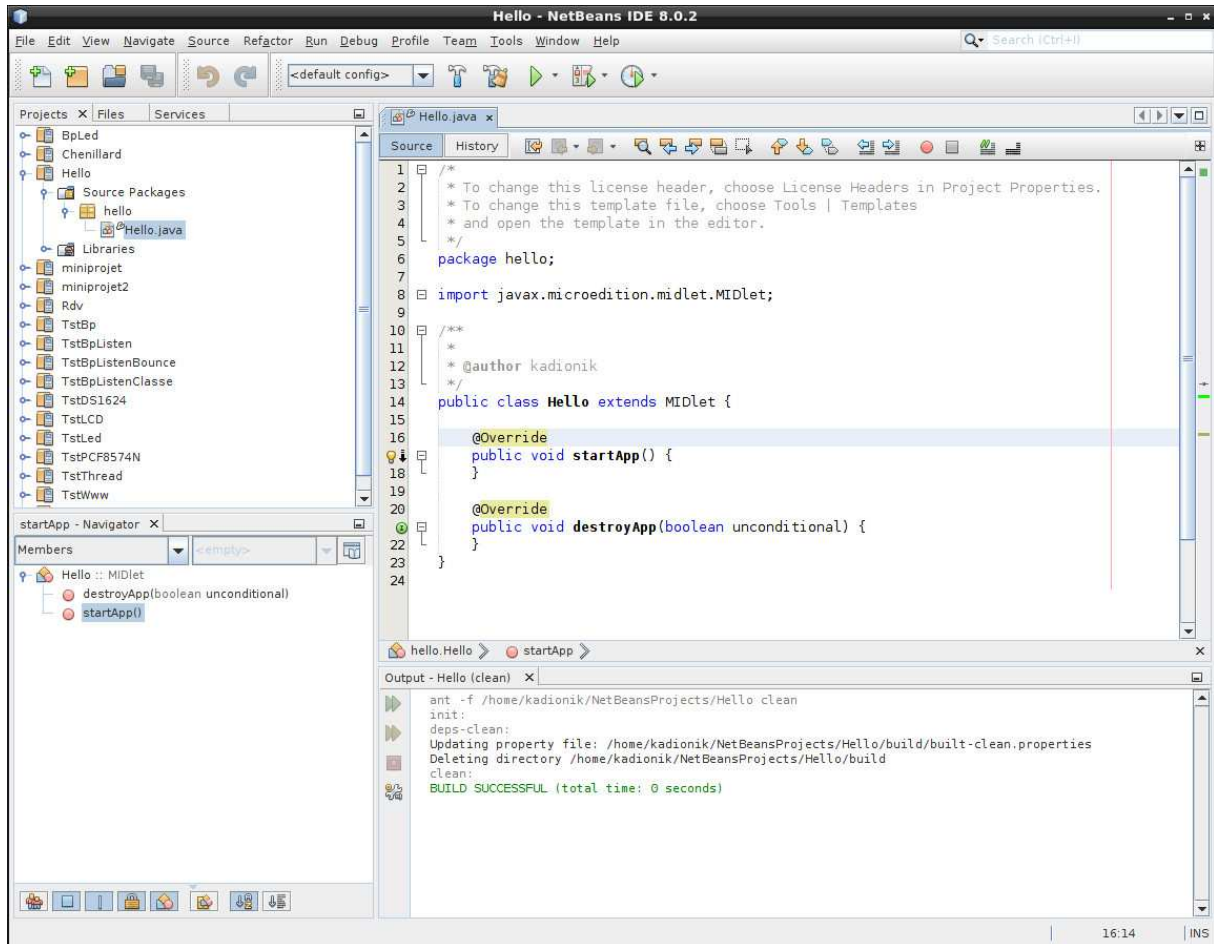 Hello - NetBeans IDE 8.0.2
File Edit View Navigate Source Refactor Run Debug Profile Team Tools Window Help
Search (Ctrl+I)
<default config>
Projects X Files Services
BpLed
Chenillard
Hello
Source Packages
hello
Hello.java
Libraries
miniprojet
miniprojet2
Rdv
TstBp
TstBpListen
TstBpListenBounce
TstBpListenClasse
TstDS1624
TstLCD
TstLed
TstPCF8574N
TstThread
TstWww
startApp - Navigator X
Members
<empty>
Hello :: MIDlet
destroyApp(boolean unconditional)
startApp()
Hello.java x
Source History
1 /*
2 * To change this license header, choose License Headers in Project Properties.
3 * To change this template file, choose Tools | Templates
4 * and open the template in the editor.
5 */
6 package hello;
7
8 import javax.microedition.midlet.MIDlet;
9
10 /**
11 *
12 * @author kadionik
13 */
14 public class Hello extends MIDlet {
15
16 @Override
public void startApp() {
18 }
19
20 @Override
public void destroyApp(boolean unconditional) {
22 }
23 }
24
hello.Hello startApp
Output - Hello (clean) X
ant -f /home/kadionik/NetBeansProjects/Hello clean
init:
deps-clean:
Updating property file: /home/kadionik/NetBeansProjects/Hello/build/built-clean.properties
Deleting directory /home/kadionik/NetBeansProjects/Hello/build
clean:
BUILD SUCCESSFUL (total time: 0 seconds)
16:14 INS